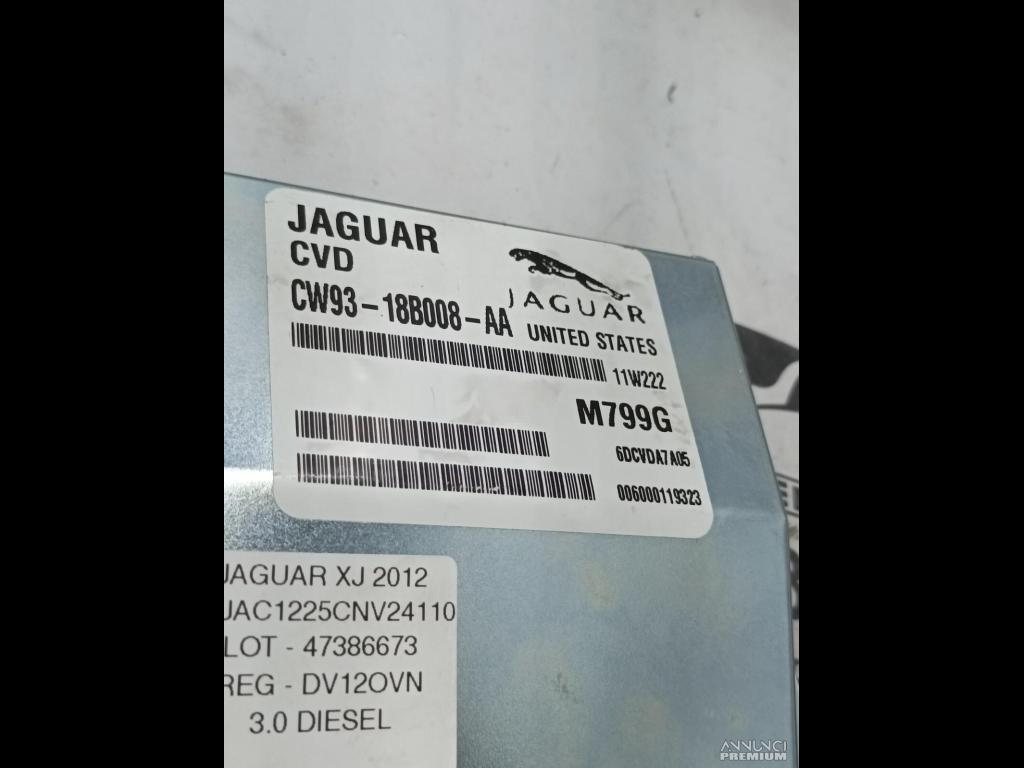 JAGUAR
CVD
JAGUAR
CW93-18B008-AA
UNITED STATES
11W222
M799G
6DCVDA7A05
006000119323
JAGUAR XJ 2012
JAC1225CNV24110
LOT - 47386673
REG - DV12OVN
3.0 DIESEL
ANNUNCI
PREMIUM